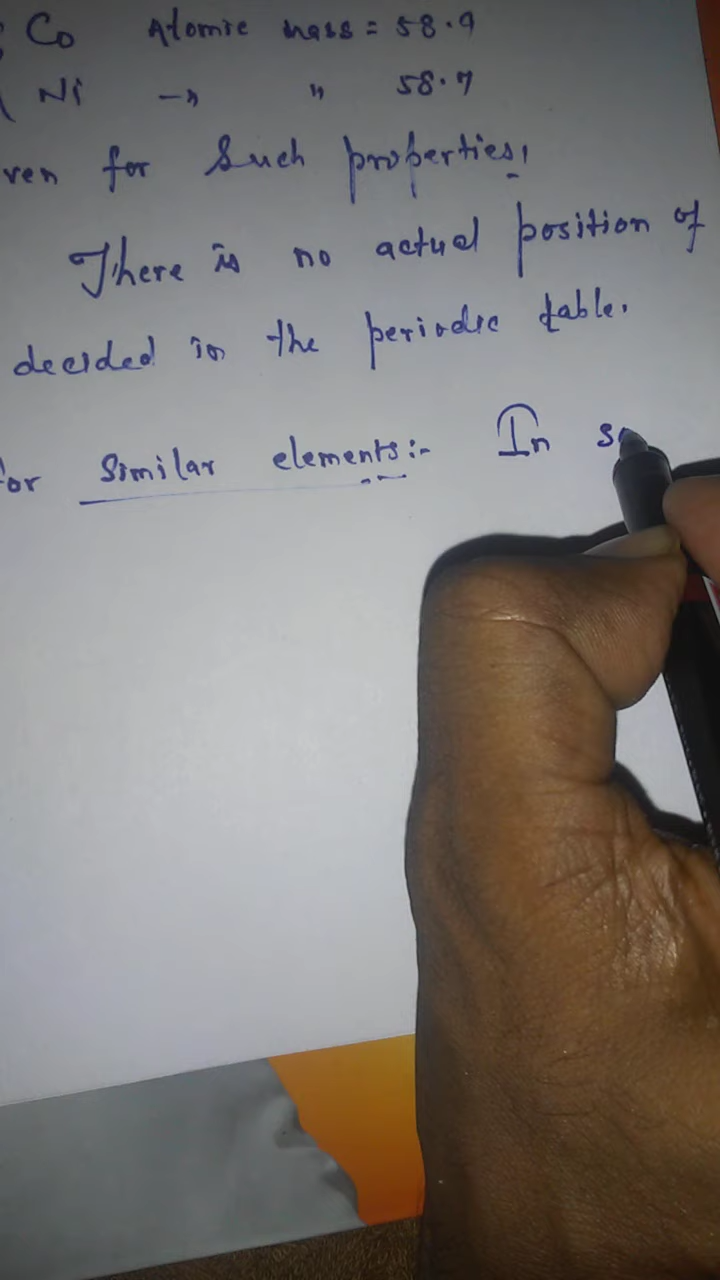 Co Atomic mass = 58.9
Ni → " 58.7
ven for Such properties,
There is no actual position of
decided in the periodic table.
for Similar elements:- In